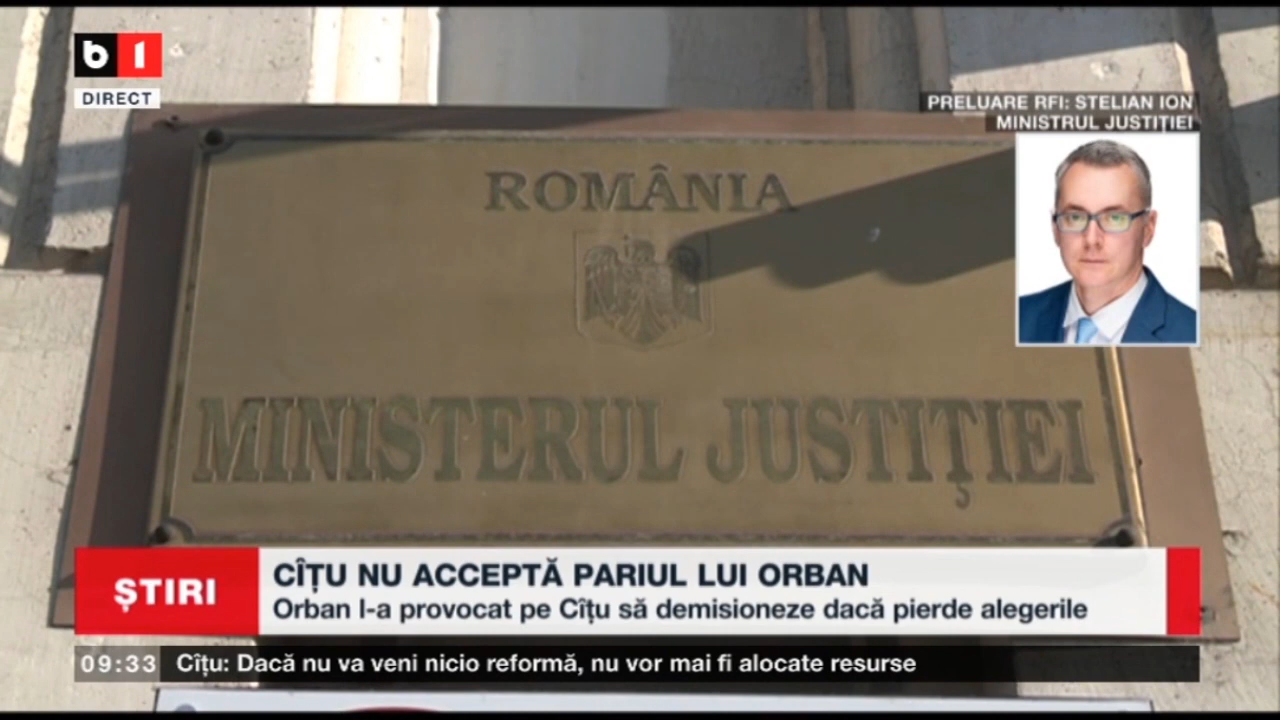 b 1
DIRECT
PRELUARE RFI: STELIAN ION
MINISTRUL JUSTIȚIEI
ROMÂNIA
MINISTERUL JUSTIŢIEI
ȘTIRI
CÎȚU NU ACCEPTĂ PARIUL LUI ORBAN
Orban l-a provocat pe Cîțu să demisioneze dacă pierde alegerile
09:33 Cîțu: Dacă nu va veni nicio reformă, nu vor mai fi alocate resurse